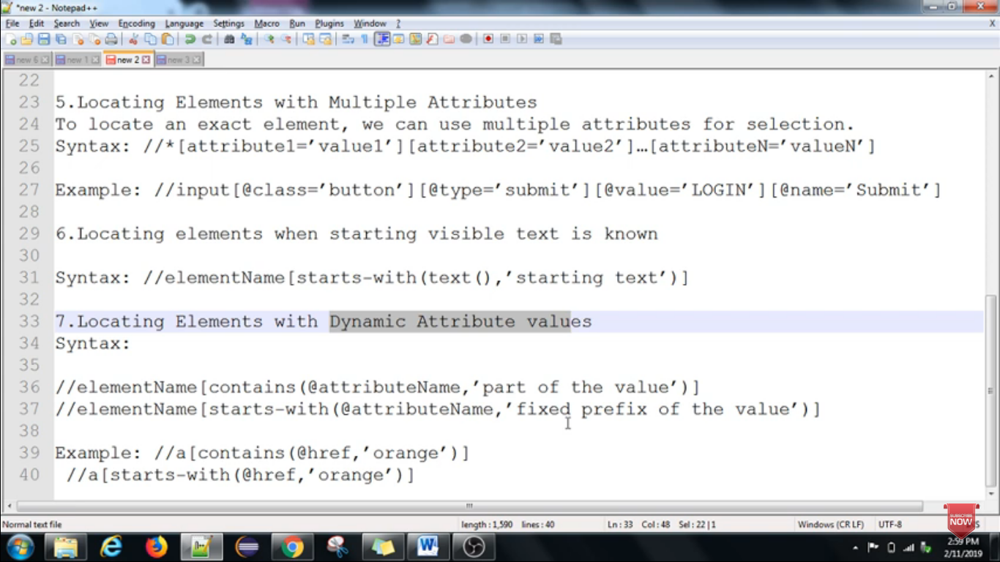 *new 2 - Notepad++
File Edit Search View Encoding Language Settings Macro Run Plugins Window ? X
new 6 new 1 new 2 new 3
22
23 5.Locating Elements with Multiple Attributes
24 To locate an exact element, we can use multiple attributes for selection.
25 Syntax: //*[attribute1=’value1’][attribute2=’value2’]…[attributeN=’valueN’]
26
27 Example: //input[@class=’button’][@type=’submit’][@value=’LOGIN’][@name=’Submit’]
28
29 6.Locating elements when starting visible text is known
30
31 Syntax: //elementName[starts-with(text(),’starting text’)]
32
33 7.Locating Elements with Dynamic Attribute values
34 Syntax:
35
36 //elementName[contains(@attributeName,’part of the value’)]
37 //elementName[starts-with(@attributeName,’fixed prefix of the value’)]
38
39 Example: //a[contains(@href,’orange’)]
40 //a[starts-with(@href,’orange’)]
Normal text file length : 1,590 lines : 40 Ln : 33 Col : 48 Sel : 22 | 1 Windows (CR LF) UTF-8
SUBSCRIBE
NOW
2:59 PM
2/11/2019